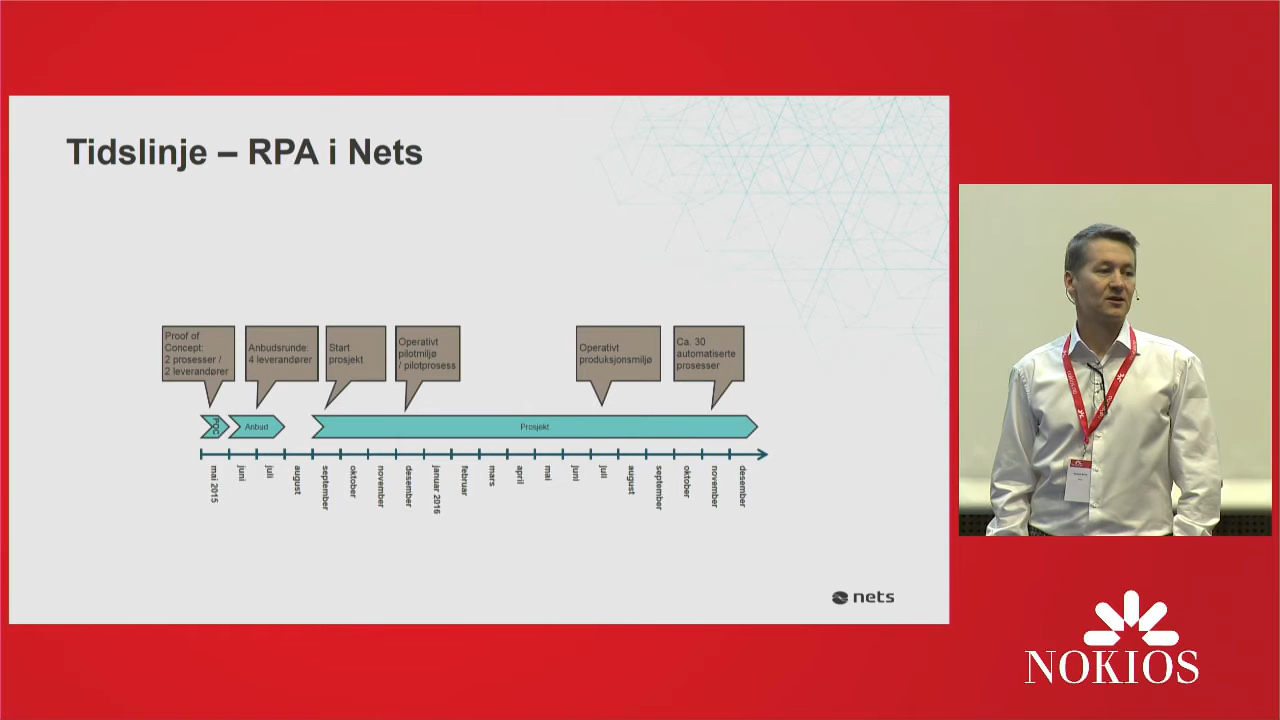 Tidslinje – RPA i Nets
Proof of
Concept:
2 prosesser /
2 leverandører
Anbudsrunde:
4 leverandører
Start
prosjekt
Operativt
pilotmiljø
/ pilotprosess
Operativt
produksjonsmiljø
Ca. 30
automatiserte
prosesser
POC
Anbud
Prosjekt
mai 2015
juni
juli
august
september
oktober
november
desember
januar 2016
februar
mars
april
mai
juni
juli
august
september
oktober
november
desember
nets
NOKIOS